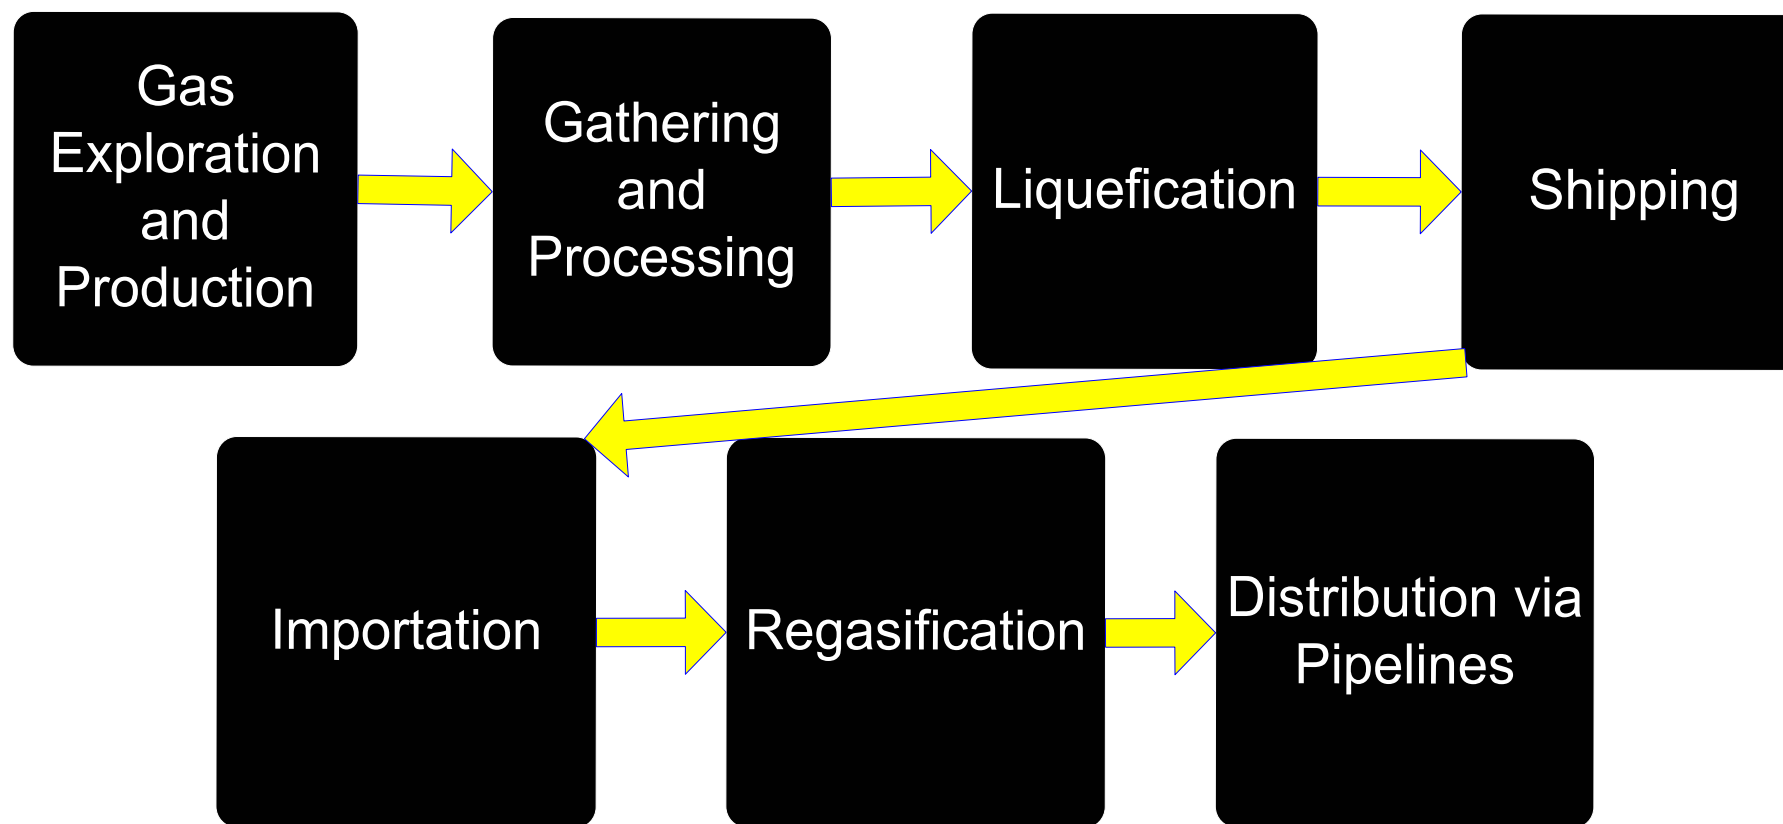 Gas
Exploration
and
Production
Gathering
and
Processing
Liquefication
Shipping
Importation
Regasification
Distribution via
Pipelines